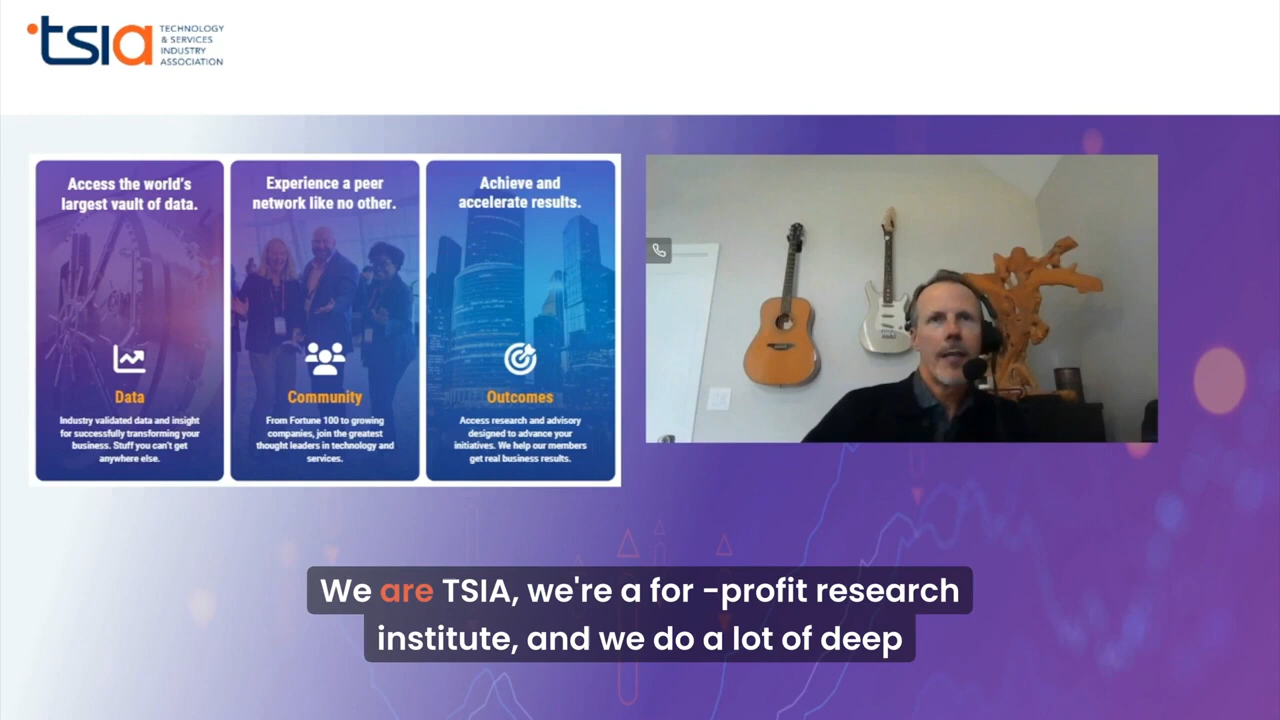 tsia
TECHNOLOGY
& SERVICES
INDUSTRY
ASSOCIATION
Access the world's
largest vault of data.
Data
Industry validated data and insight
for successfully transforming your
business. Stuff you can't get
anywhere else.
Experience a peer
network like no other.
Community
From Fortune 100 to growing
companies, join the greatest
thought leaders in technology and
services.
Achieve and
accelerate results.
Outcomes
Access research and advisory
designed to advance your
initiatives. We help our members
get real business results.
We are TSIA, we're a for -profit research
institute, and we do a lot of deep